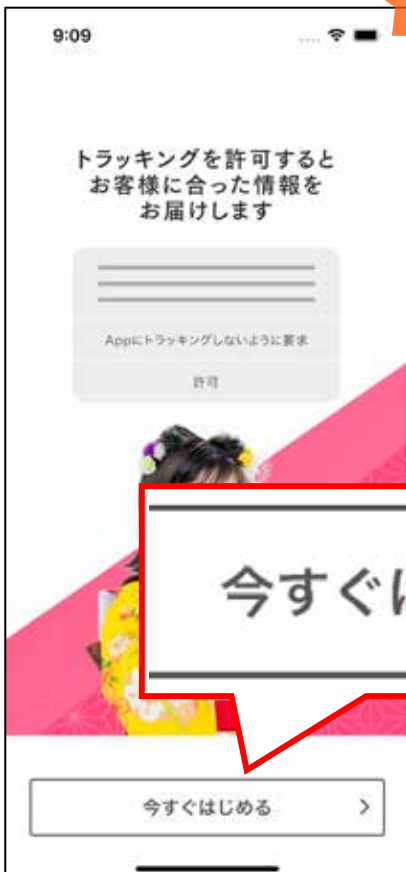 9:09
トラッキングを許可すると
お客様に合った情報を
お届けします
Appにトラッキングしないように要求
許可
今すぐは
今すぐはじめる